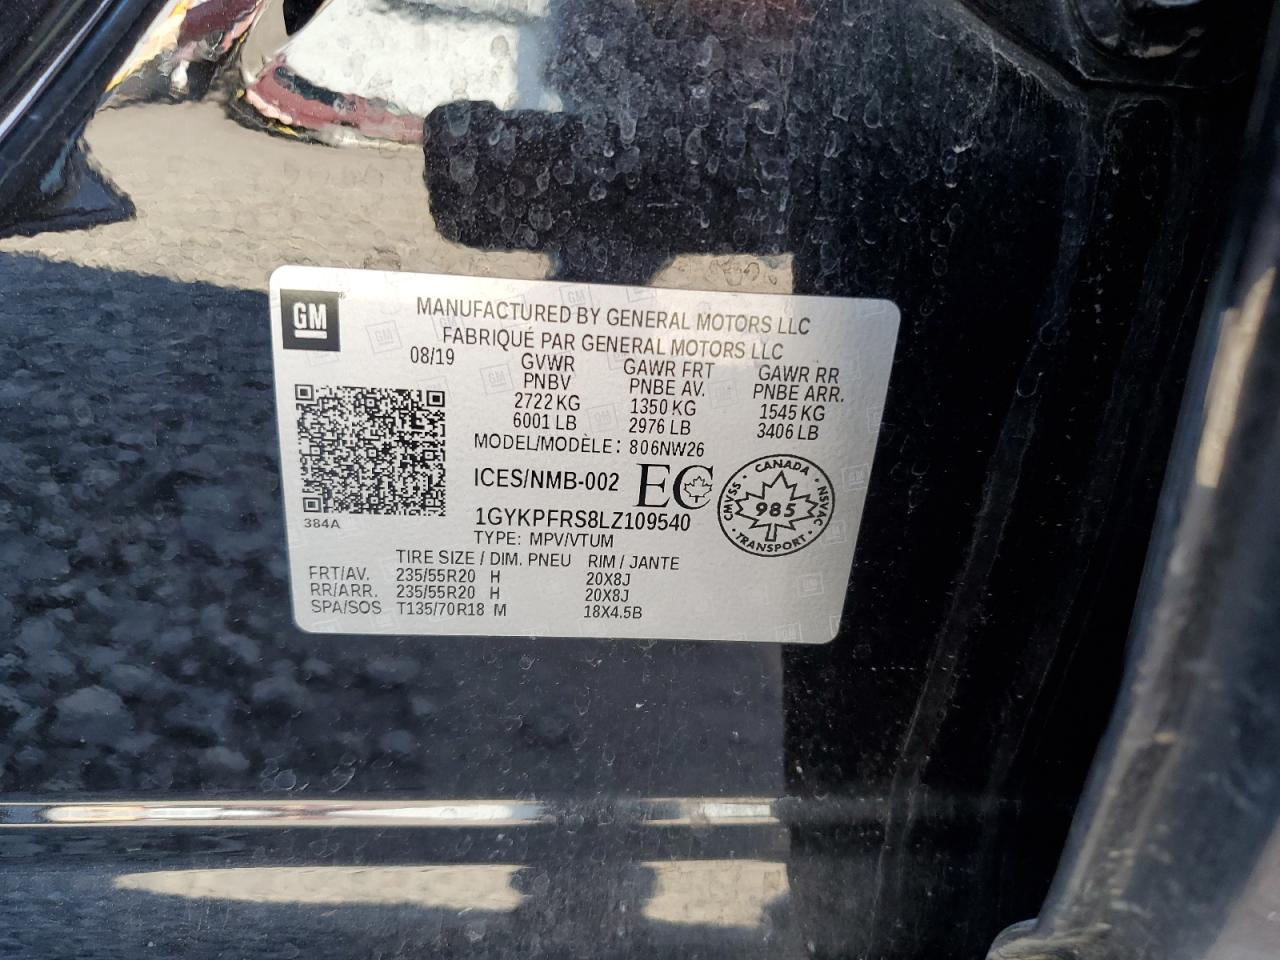 GM
MANUFACTURED BY GENERAL MOTORS LLC
FABRIQUÉ PAR GENERAL MOTORS LLC
08/19 GVWR GAWR FRT GAWR RR
PNBV PNBE AV. PNBE ARR.
2722 KG 1350 KG 1545 KG
6001 LB 2976 LB 3406 LB
MODEL/MODÈLE: 806NW26
ICES/NMB-002 EC
CANADA
CMVSS 985 NSVAC
TRANSPORT
384A
1GYKPFRS8LZ109540
TYPE: MPV/VTUM
TIRE SIZE / DIM. PNEU RIM / JANTE
FRT/AV. 235/55R20 H 20X8J
RR/ARR. 235/55R20 H 20X8J
SPA/SOS T135/70R18 M 18X4.5B